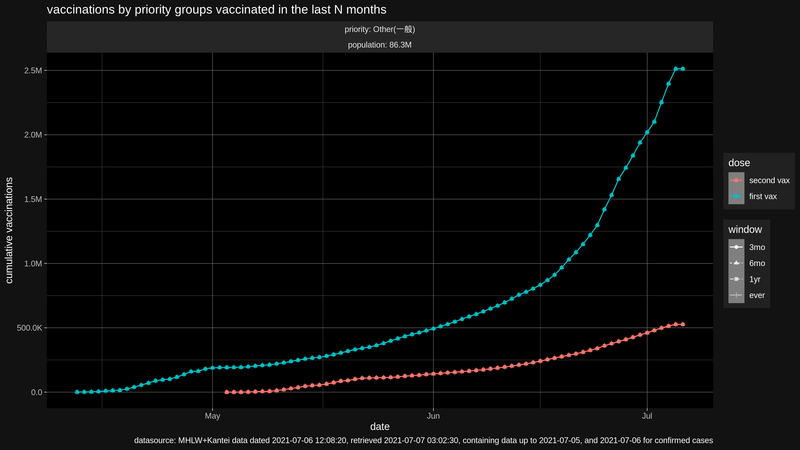 vaccinations by priority groups vaccinated in the last N months
priority: Other(一般)
population: 86.3M
2.5M
2.0M
1.5M
1.0M
500.0K
0.0
cumulative vaccinations
May
Jun
Jul
date
dose
second vax
first vax
window
3mo
6mo
1yr
ever
datasource: MHLW+Kantei data dated 2021-07-06 12:08:20, retrieved 2021-07-07 03:02:30, containing data up to 2021-07-05, and 2021-07-06 for confirmed cases